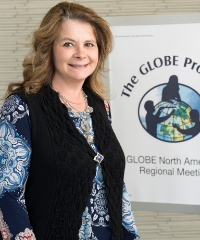 The GLOBE Pro
GLOBE North Ame
Regional Meeti